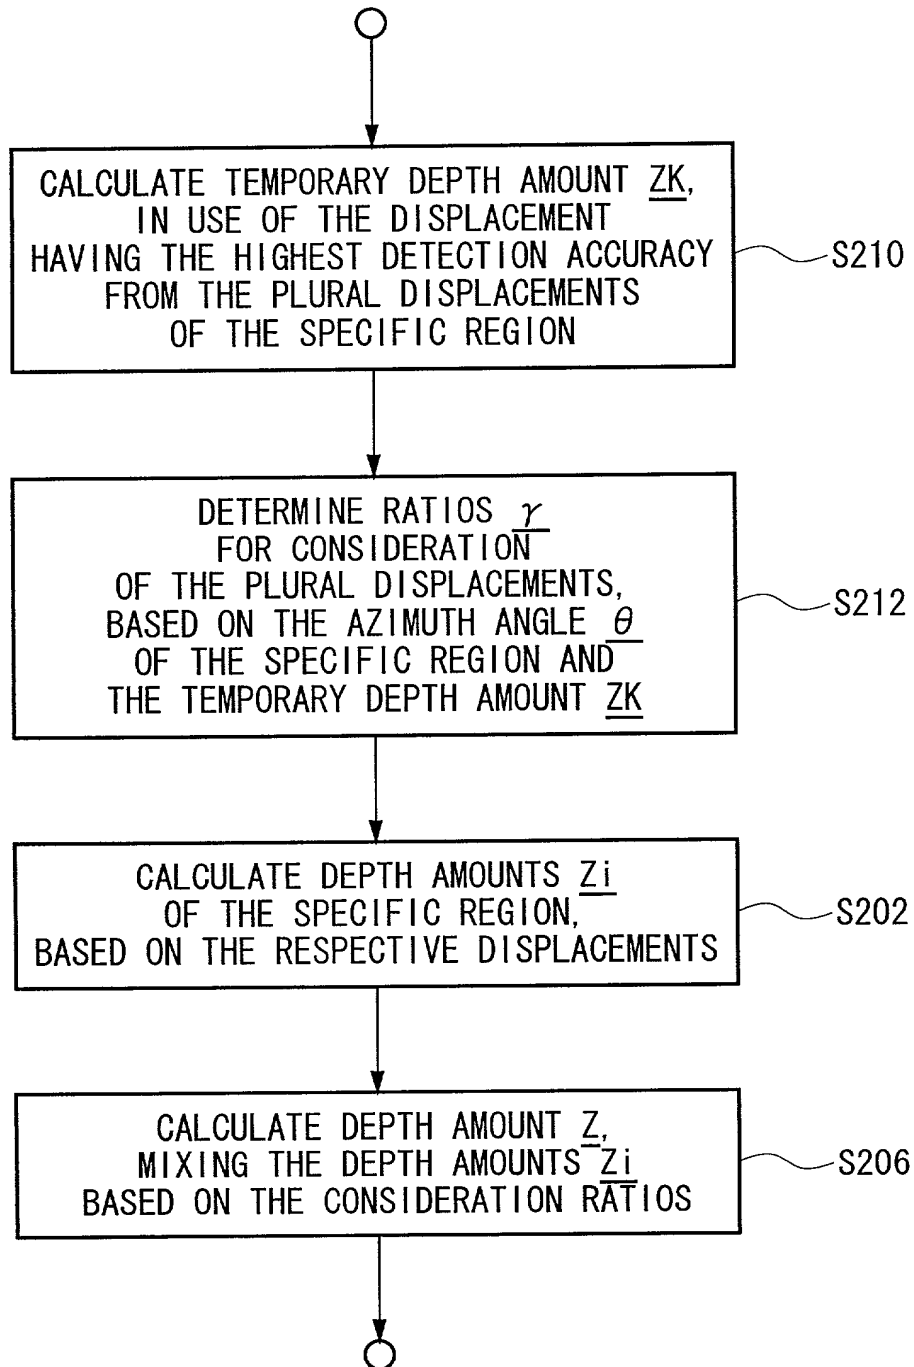 CALCULATE TEMPORARY DEPTH AMOUNT ZK,
IN USE OF THE DISPLACEMENT
HAVING THE HIGHEST DETECTION ACCURACY
FROM THE PLURAL DISPLACEMENTS
OF THE SPECIFIC REGION
S210
DETERMINE RATIOS γ
FOR CONSIDERATION
OF THE PLURAL DISPLACEMENTS,
BASED ON THE AZIMUTH ANGLE θ
OF THE SPECIFIC REGION AND
THE TEMPORARY DEPTH AMOUNT ZK
S212
CALCULATE DEPTH AMOUNTS Zi
OF THE SPECIFIC REGION,
BASED ON THE RESPECTIVE DISPLACEMENTS
S202
CALCULATE DEPTH AMOUNT Z,
MIXING THE DEPTH AMOUNTS Zi
BASED ON THE CONSIDERATION RATIOS
S206